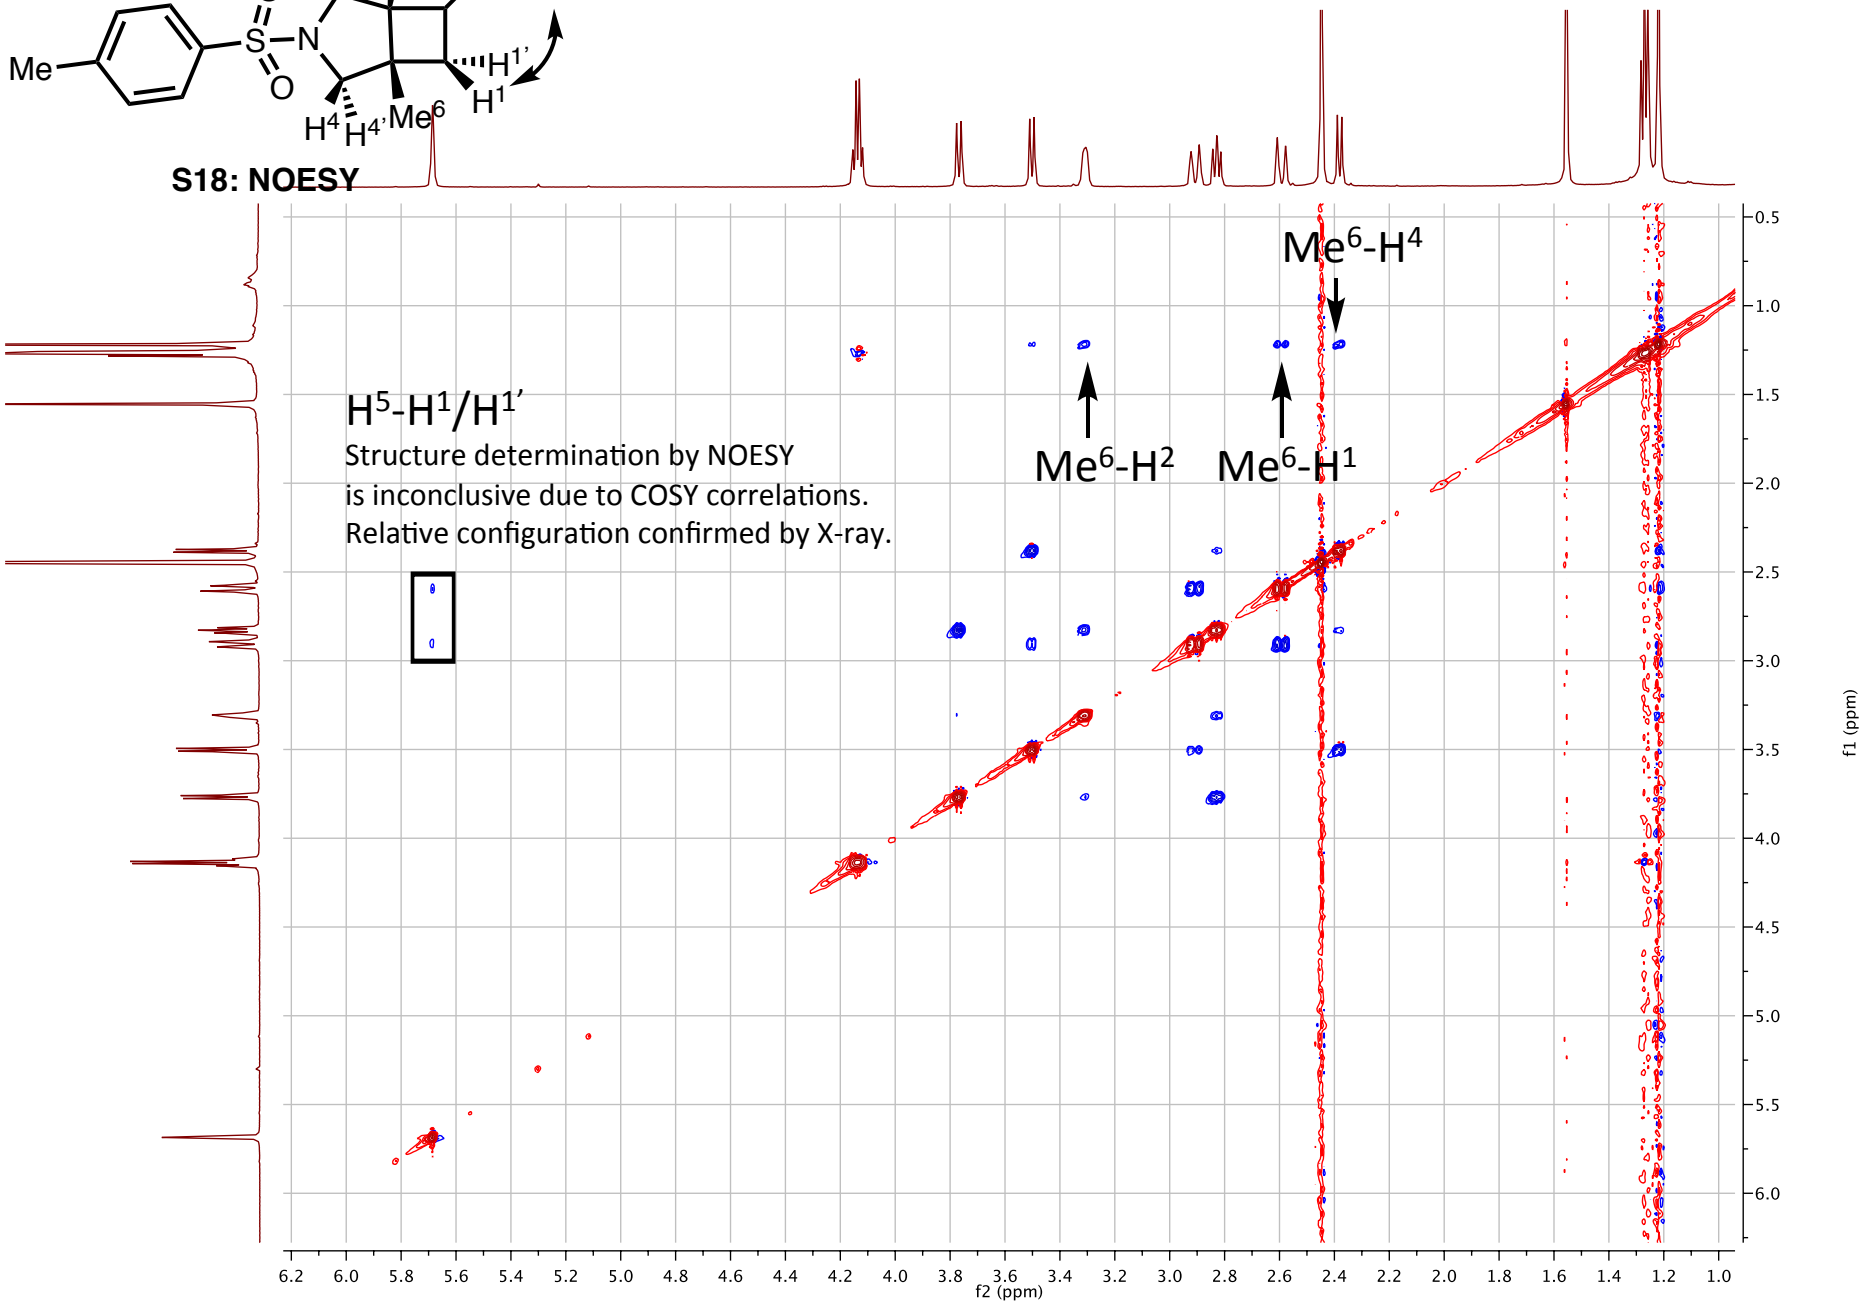 Me
S
N
O
H1'
H1
H4
H4'
Me6
S18: NOESY
Me6-H4
H5-H1/H1'
Structure determination by NOESY
is inconclusive due to COSY correlations.
Relative configuration confirmed by X-ray.
Me6-H2
Me6-H1
0.5
1.0
1.5
2.0
2.5
3.0
3.5
4.0
4.5
5.0
5.5
6.0
f1 (ppm)
6.2 6.0 5.8 5.6 5.4 5.2 5.0 4.8 4.6 4.4 4.2 4.0 3.8 3.6 3.4 3.2 3.0 2.8 2.6 2.4 2.2 2.0 1.8 1.6 1.4 1.2 1.0
f2 (ppm)